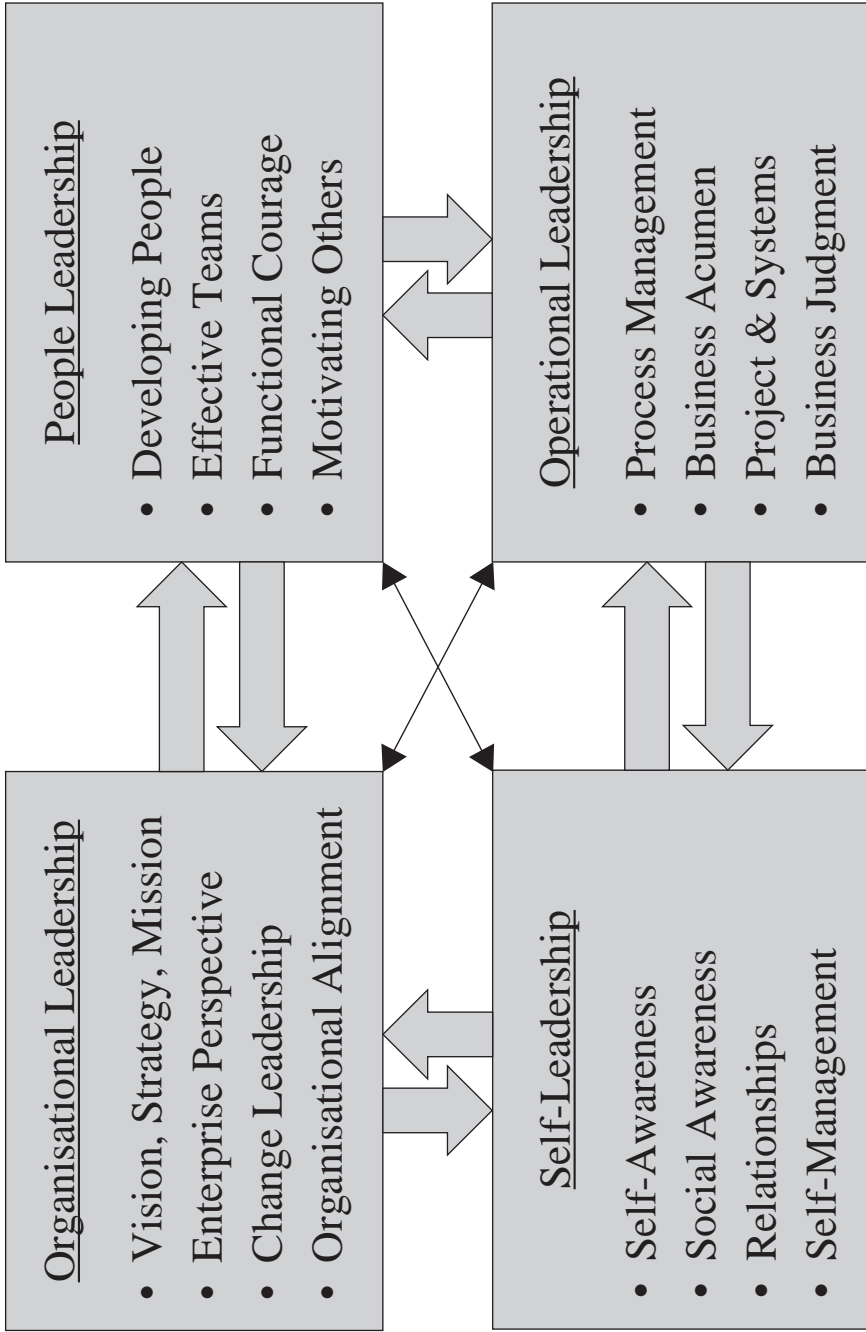 Organisational Leadership
• Vision, Strategy, Mission
• Enterprise Perspective
• Change Leadership
• Organisational Alignment
People Leadership
• Developing People
• Effective Teams
• Functional Courage
• Motivating Others
Self-Leadership
• Self-Awareness
• Social Awareness
• Relationships
• Self-Management
Operational Leadership
• Process Management
• Business Acumen
• Project & Systems
• Business Judgment